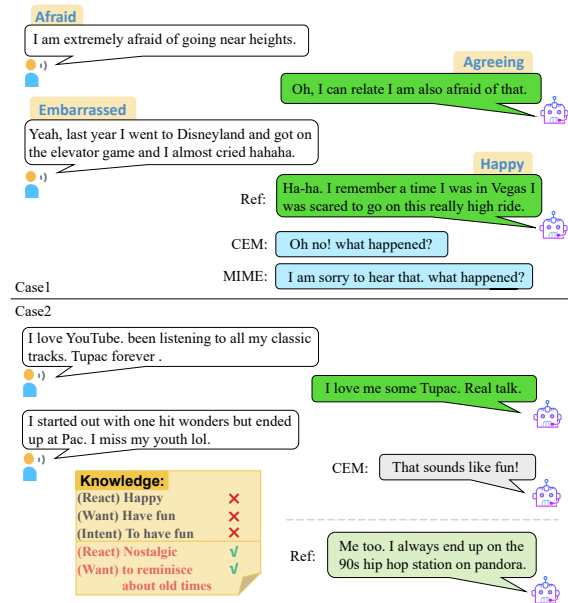 Afraid
I am extremely afraid of going near heights.
Agreeing
Oh, I can relate I am also afraid of that.
Embarrassed
Yeah, last year I went to Disneyland and got on
the elevator game and I almost cried hahaha.
Happy
Ref:
Ha-ha. I remember a time I was in Vegas I
was scared to go on this really high ride.
CEM:
Oh no! what happened?
MIME:
I am sorry to hear that. what happened?
Case1
Case2
I love YouTube. been listening to all my classic
tracks. Tupac forever .
I love me some Tupac. Real talk.
I started out with one hit wonders but ended
up at Pac. I miss my youth lol.
CEM:
That sounds like fun!
Knowledge:
(React) Happy ×
(Want) Have fun ×
(Intent) To have fun ×
(React) Nostalgic √
(Want) to reminisce √
about old times
Ref:
Me too. I always end up on the
90s hip hop station on pandora.